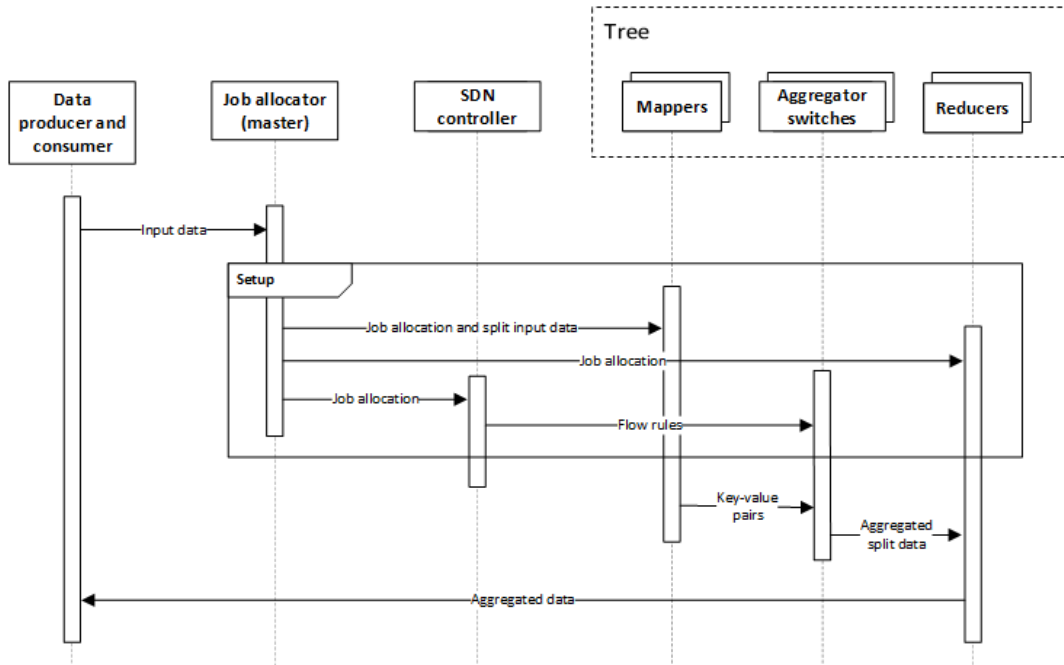 Tree
Data
producer and
consumer
Job allocator
(master)
SDN
controller
Mappers
Aggregator
switches
Reducers
Input data
Setup
Job allocation and split input data
Job allocation
Job allocation
Flow rules
Key-value
pairs
Aggregated
split data
Aggregated data